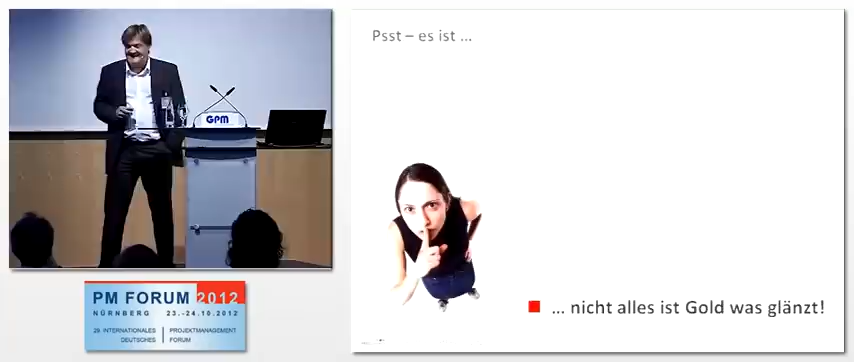 Psst – es ist ...
GPM
PM FORUM 2012
NÜRNBERG 23.-24.10.2012
29 INTERNATIONALES
DEUTSCHES
PROJEKTMANAGEMENT
FORUM
... nicht alles ist Gold was glänzt!